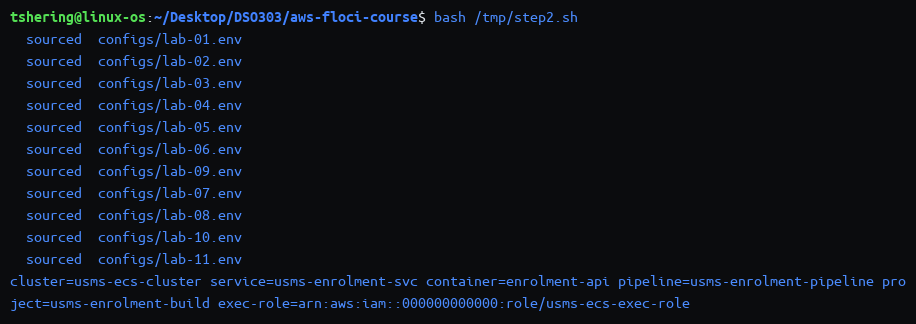 tshering@linux-os:~/Desktop/DSO303/aws-floci-course$ bash /tmp/step2.sh
  sourced  configs/lab-01.env
  sourced  configs/lab-02.env
  sourced  configs/lab-03.env
  sourced  configs/lab-04.env
  sourced  configs/lab-05.env
  sourced  configs/lab-06.env
  sourced  configs/lab-09.env
  sourced  configs/lab-07.env
  sourced  configs/lab-08.env
  sourced  configs/lab-10.env
  sourced  configs/lab-11.env
cluster=usms-ecs-cluster service=usms-enrolment-svc container=enrolment-api pipeline=usms-enrolment-pipeline pro
ject=usms-enrolment-build exec-role=arn:aws:iam::000000000000:role/usms-ecs-exec-role